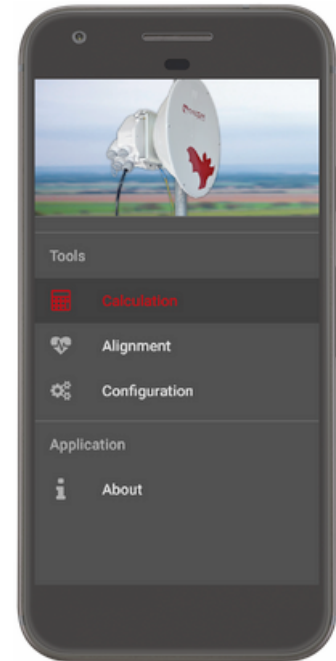 Tools
Calculation
Alignment
Configuration
Application
About